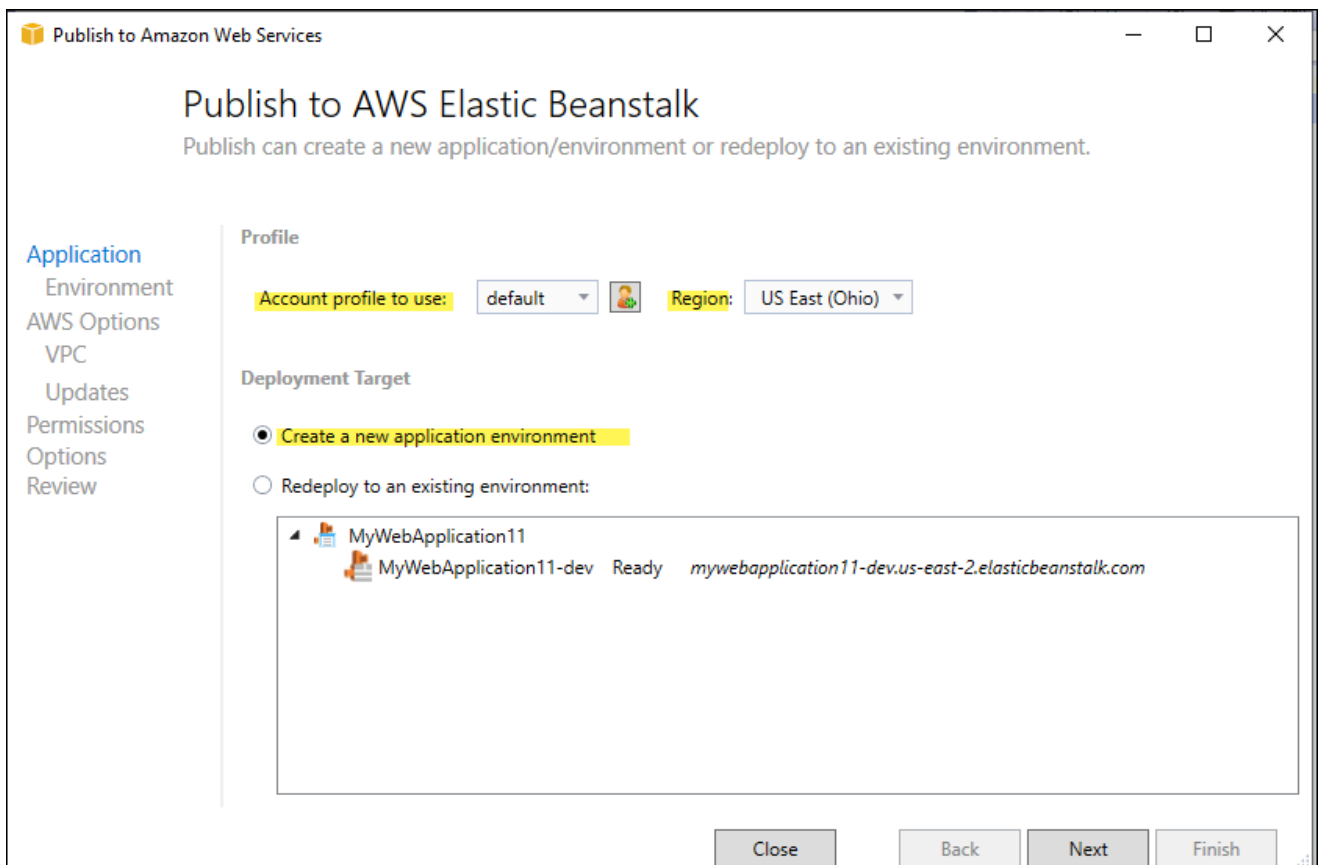 Publish to Amazon Web Services
Publish to AWS Elastic Beanstalk
Publish can create a new application/environment or redeploy to an existing environment.
Application
Environment
AWS Options
VPC
Updates
Permissions
Options
Review
Profile
Account profile to use: default Region: US East (Ohio)
Deployment Target
Create a new application environment
Redeploy to an existing environment:
MyWebApplication11
MyWebApplication11-dev Ready mywebapplication11-dev.us-east-2.elasticbeanstalk.com
Close Back Next Finish